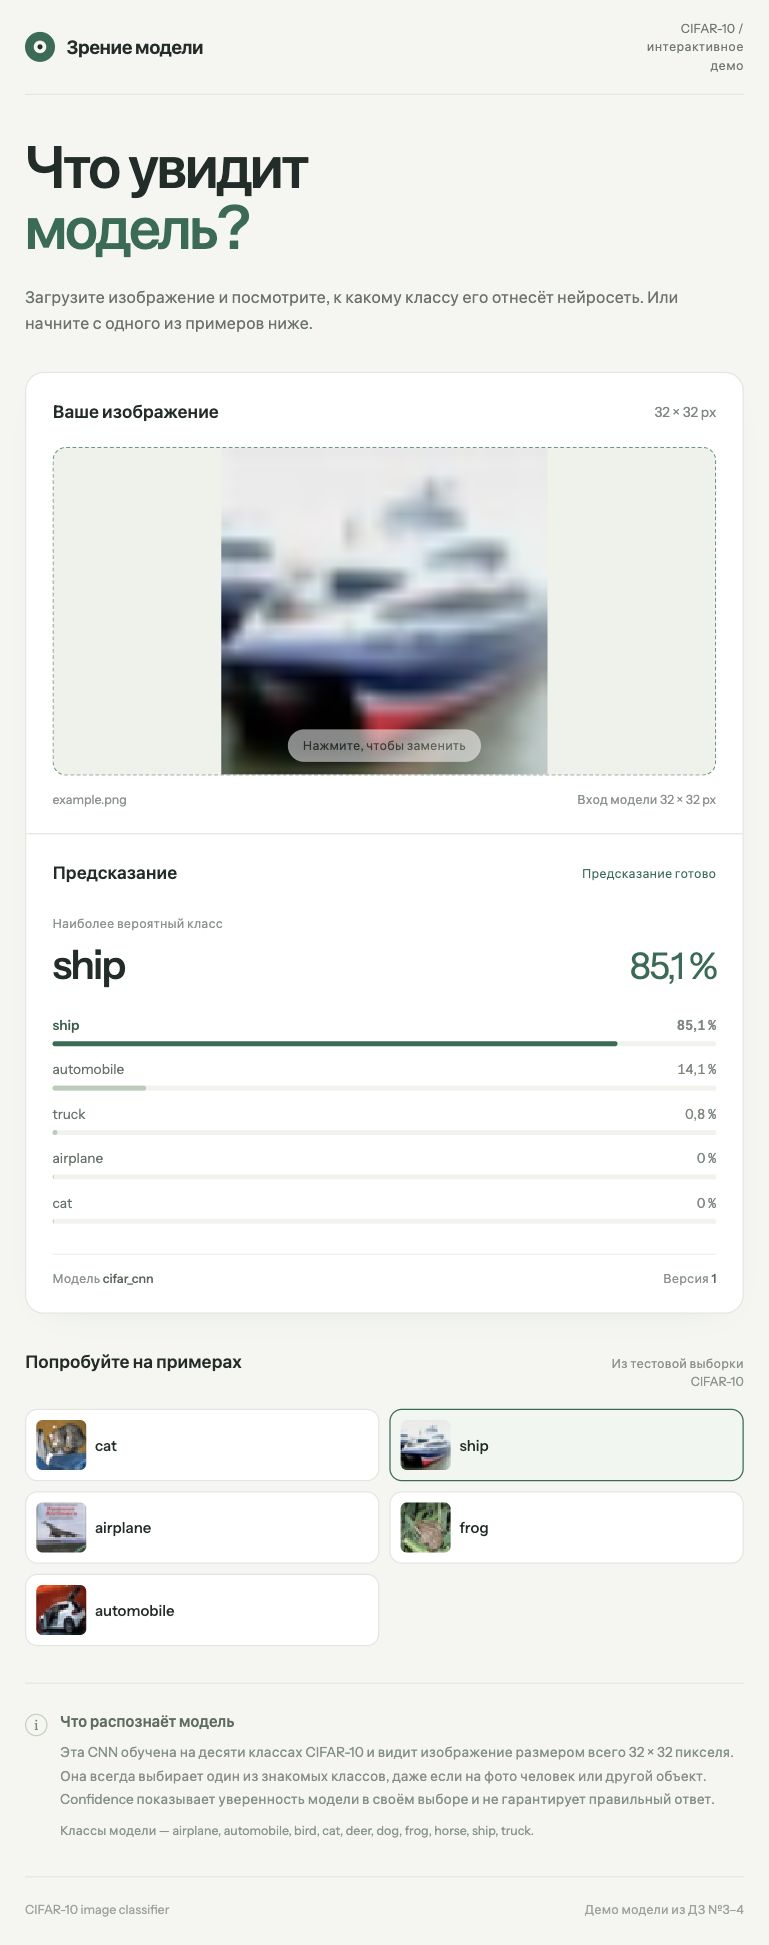 Зрение модели
CIFAR-10 /
интерактивное
демо
Что увидит
модель?
Загрузите изображение и посмотрите, к какому классу его отнесёт нейросеть. Или
начните с одного из примеров ниже.
Ваше изображение
32 × 32 px
Нажмите, чтобы заменить
example.png
Вход модели 32 × 32 px
Предсказание
Предсказание готово
Наиболее вероятный класс
ship
85,1 %
ship
85,1 %
automobile
14,1 %
truck
0,8 %
airplane
0 %
cat
0 %
Модель cifar_cnn
Версия 1
Попробуйте на примерах
Из тестовой выборки
CIFAR-10
cat
ship
airplane
frog
automobile
i
Что распознаёт модель
Эта CNN обучена на десяти классах CIFAR-10 и видит изображение размером всего 32 × 32 пикселя.
Она всегда выбирает один из знакомых классов, даже если на фото человек или другой объект.
Confidence показывает уверенность модели в своём выборе и не гарантирует правильный ответ.
Классы модели — airplane, automobile, bird, cat, deer, dog, frog, horse, ship, truck.
CIFAR-10 image classifier
Демо модели из ДЗ №3–4